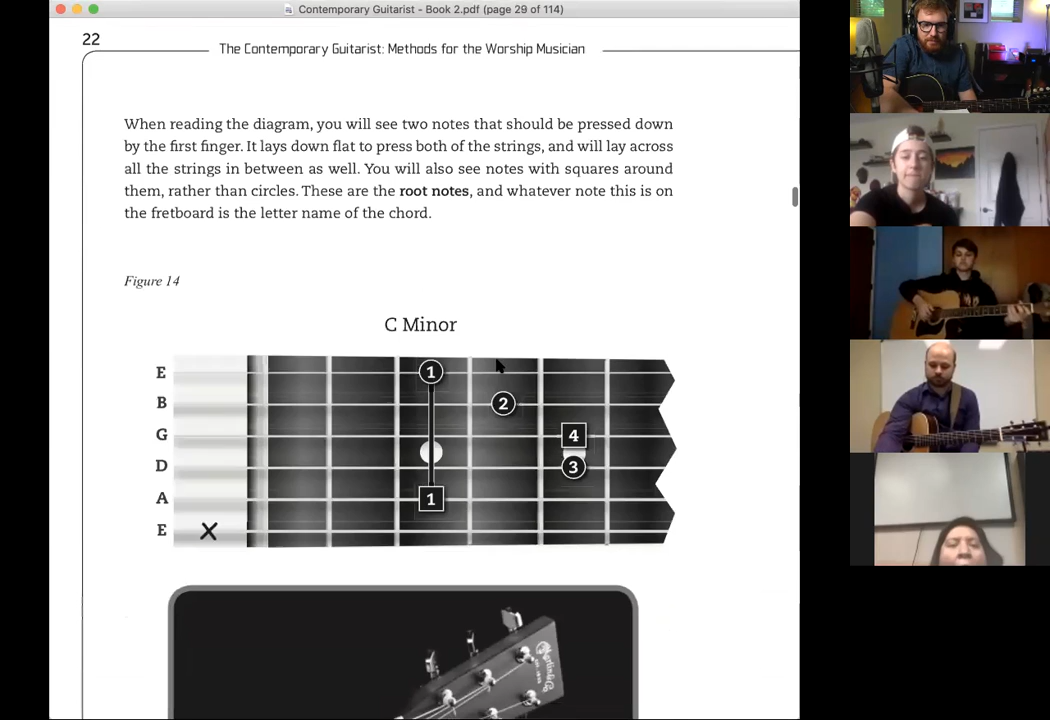 Contemporary Guitarist - Book 2.pdf (page 29 of 114)
22
The Contemporary Guitarist: Methods for the Worship Musician
When reading the diagram, you will see two notes that should be pressed down
by the first finger. It lays down flat to press both of the strings, and will lay across
all the strings in between as well. You will also see notes with squares around
them, rather than circles. These are the root notes, and whatever note this is on
the fretboard is the letter name of the chord.
Figure 14
C Minor
E 1
B 2
G 4
D 3
A 1
E X